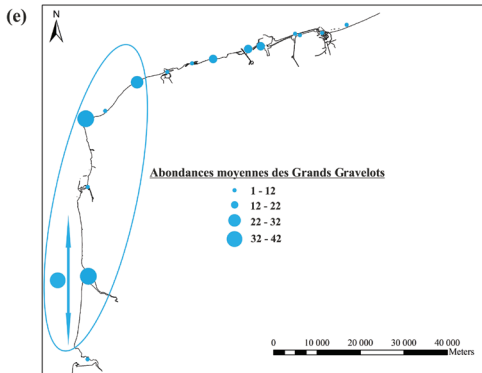 (e)
N
Abondances moyennes des Grands Gravelots
1 - 12
12 - 22
22 - 32
32 - 42
0 10 000 20 000 30 000 40 000
Meters